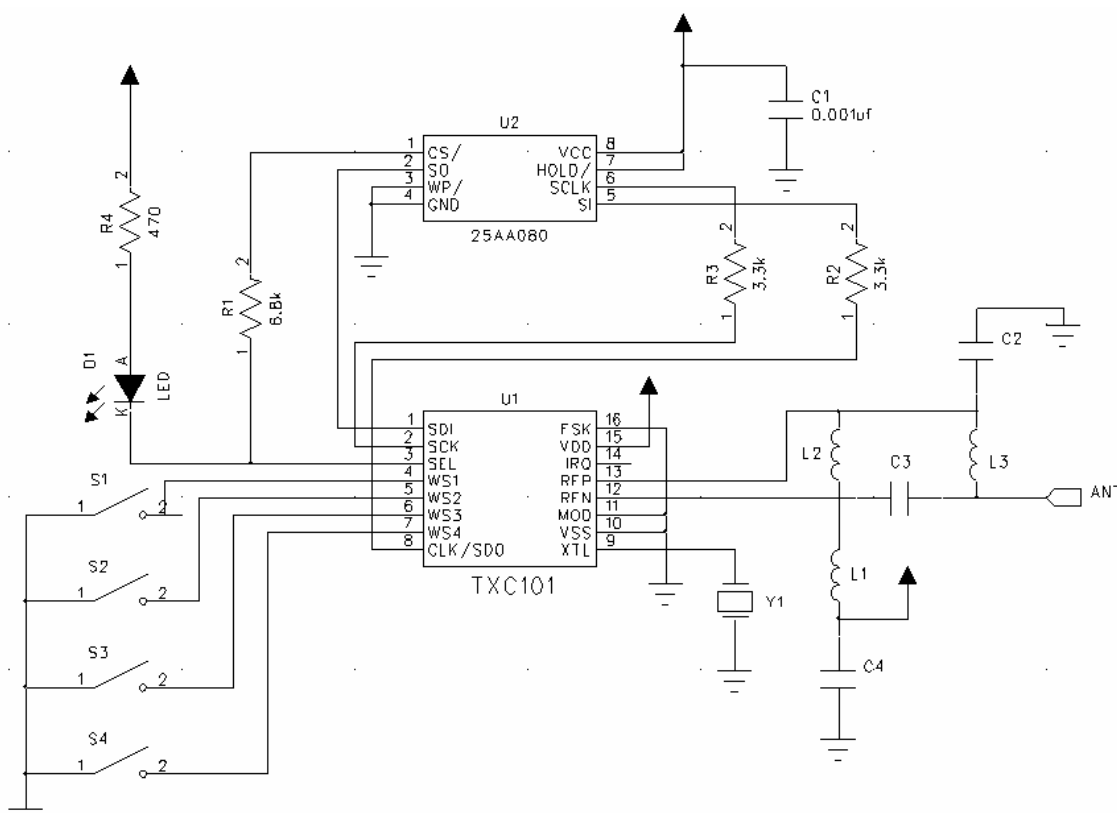 C1
0.001uf
U2
1 CS/ VCC 8
2 SO HOLD/ 7
3 WP/ SCLK 6
4 GND SI 5
25AA080
2
R4
470
1
2
R1
6.8k
1
2
R3
3.3k
1
2
R2
3.3k
1
C2
D1
A
K
LED
U1
1 SDI FSK 16
2 SCK VDD 15
3 SEL IRQ 14
4 WS1 RFP 13
5 WS2 RFN 12
6 WS3 MOD 11
7 WS4 VSS 10
8 CLK/SDO XTL 9
TXC101
L2
C3
L3
ANT
L1
Y1
C4
S1
1 2
S2
1 2
S3
1 2
S4
1 2